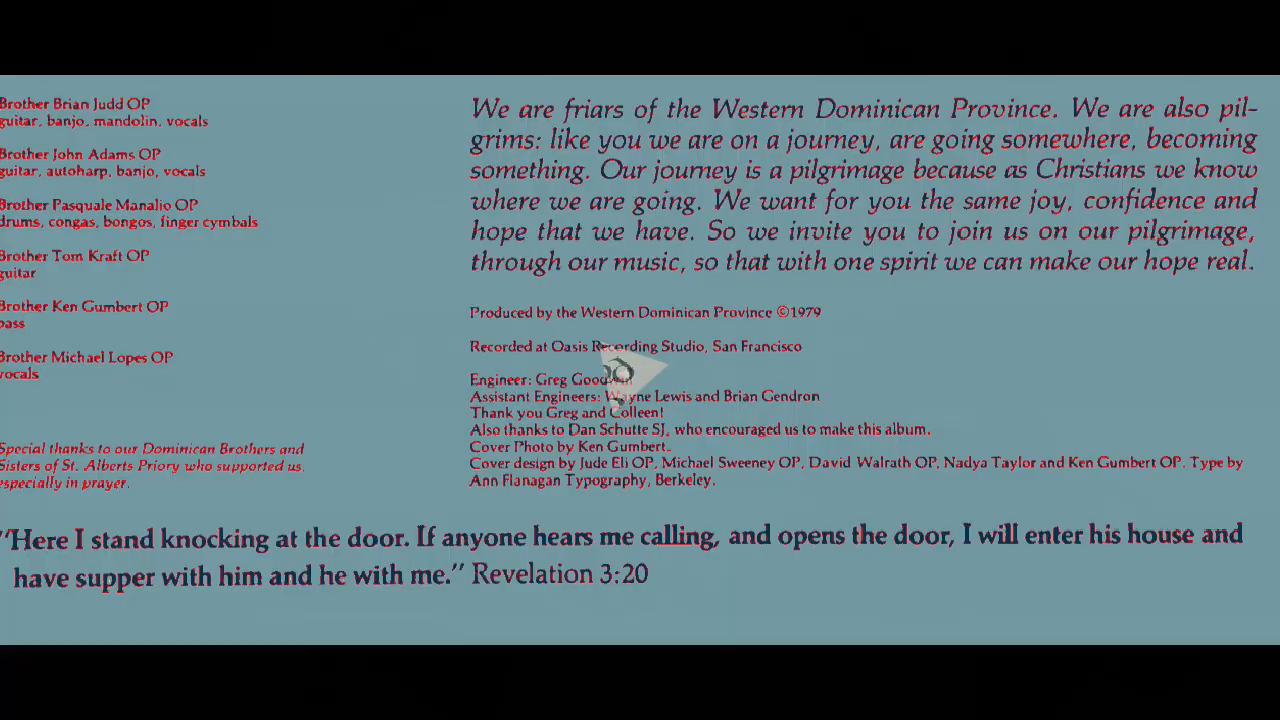 Brother Brian Judd OP
guitar, banjo, mandolin, vocals
Brother John Adams OP
guitar, autoharp, banjo, vocals
Brother Pasquale Manalio OP
drums, congas, bongos, finger cymbals
Brother Tom Kraft OP
guitar
Brother Ken Gumbert OP
bass
Brother Michael Lopes OP
vocals
Special thanks to our Dominican Brothers and
Sisters of St. Alberts Priory who supported us,
especially in prayer.
We are friars of the Western Dominican Province. We are also pil-
grims: like you we are on a journey, are going somewhere, becoming
something. Our journey is a pilgrimage because as Christians we know
where we are going. We want for you the same joy, confidence and
hope that we have. So we invite you to join us on our pilgrimage,
through our music, so that with one spirit we can make our hope real.
Produced by the Western Dominican Province ©1979
Recorded at Oasis Recording Studio, San Francisco
Engineer: Greg Goodwin
Assistant Engineers: Wayne Lewis and Brian Gendron
Thank you Greg and Colleen!
Also thanks to Dan Schutte SJ, who encouraged us to make this album.
Cover Photo by Ken Gumbert.
Cover design by Jude Eli OP, Michael Sweeney OP, David Walrath OP, Nadya Taylor and Ken Gumbert OP. Type by
Ann Flanagan Typography, Berkeley.
"Here I stand knocking at the door. If anyone hears me calling, and opens the door, I will enter his house and
have supper with him and he with me." Revelation 3:20